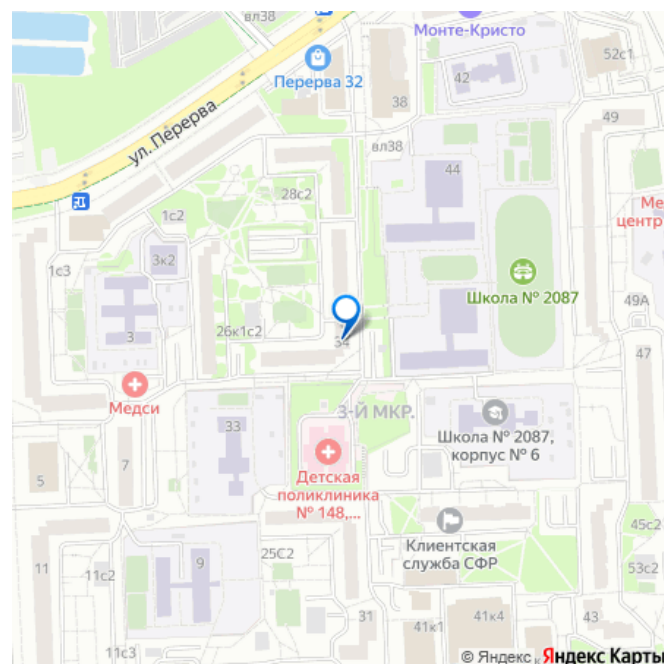 вл38
Монте-Кристо
52с1
Перерва 32
42
38
ул. Перерва
49
вл38
44
28с2
Ме
центр
1с2
3к2
1с3
Школа № 2087
49А
26к1с2
3
34
47
Медси
3-Й МКР.
33
Школа № 2087,
корпус № 6
7
5
Детская
поликлиника
№ 148,...
45с2
Клиентская
служба СФР
25С2
9
11
11с2
53с2
31
41к1
41к4
43
© Яндекс
Яндекс Карты